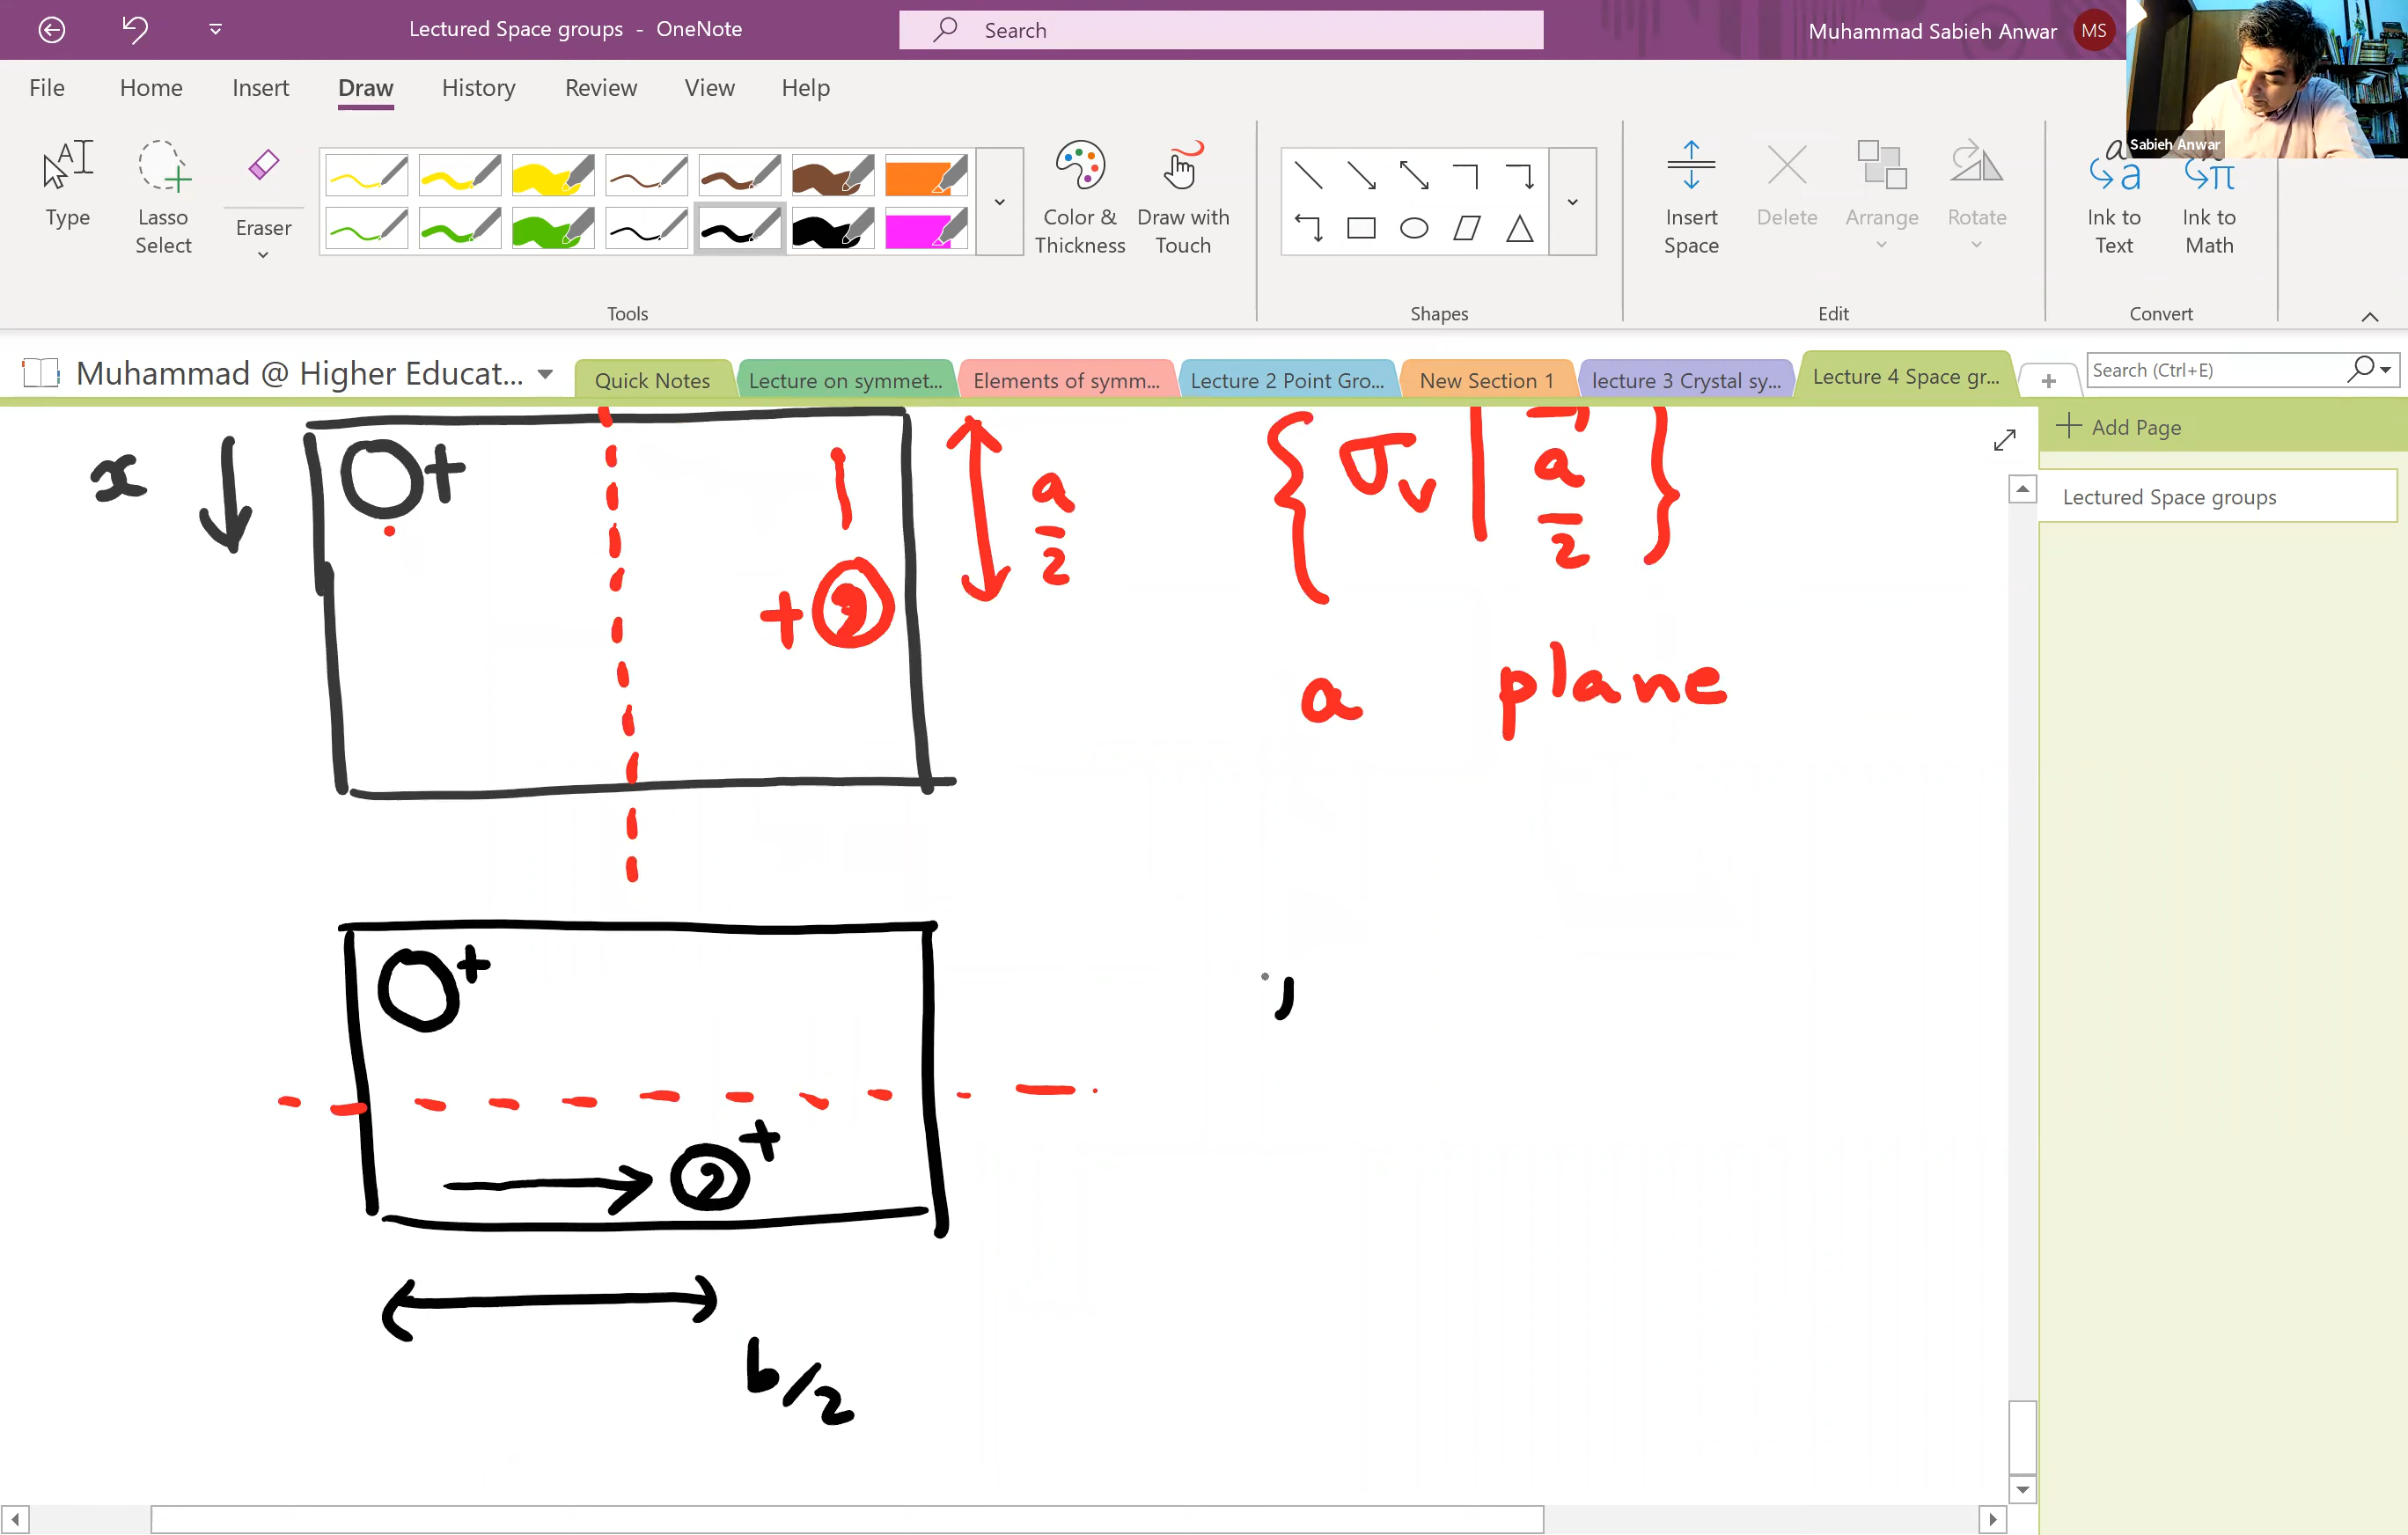 Lectured Space groups - OneNote
Search
Muhammad Sabieh Anwar MS
File Home Insert Draw History Review View Help
Type
Lasso Select
Eraser
Color & Thickness
Draw with Touch
Insert Space
Delete
Arrange
Rotate
Ink to Text
Ink to Math
Sabieh Anwar
Tools
Shapes
Edit
Convert
Muhammad @ Higher Educat...
Quick Notes
Lecture on symmet...
Elements of symm...
Lecture 2 Point Gro...
New Section 1
lecture 3 Crystal sy...
Lecture 4 Space gr...
Search (Ctrl+E)
Add Page
Lectured Space groups
x
+
a/2
{ σv | a/2 }
+ ,
a plane
+
,
, +
b/2